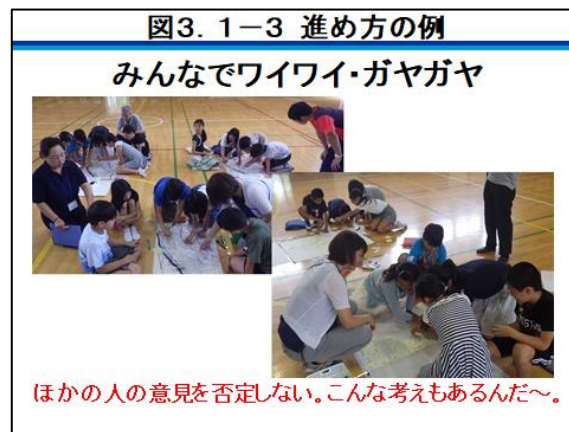 図3.1－3 進め方の例
みんなでワイワイ・ガヤガヤ
ほかの人の意見を否定しない。こんな考えもあるんだ～。